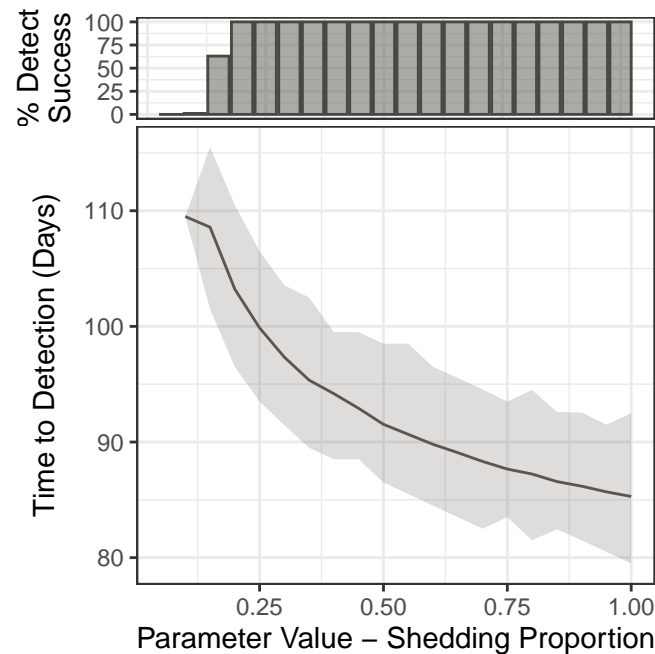 % Detect
Success
100
75
50
25
0
Time to Detection (Days)
110
100
90
80
0.25 0.50 0.75 1.00
Parameter Value − Shedding Proportion